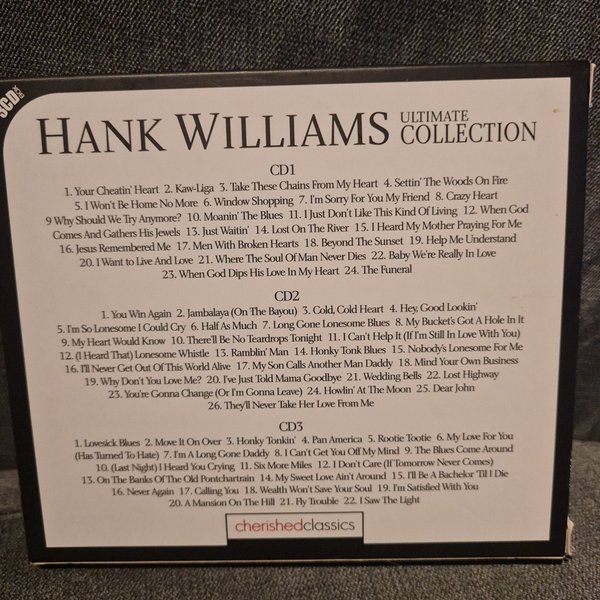 3CD
HANK WILLIAMS ULTIMATE COLLECTION
CD1
1. Your Cheatin' Heart 2. Kaw-Liga 3. Take These Chains From My Heart 4. Settin' The Woods On Fire
5. I Won't Be Home No More 6. Window Shopping 7. I'm Sorry For You My Friend 8. Crazy Heart
9 Why Should We Try Anymore? 10. Moanin' The Blues 11. I Just Don't Like This Kind Of Living 12. When God
Comes And Gathers His Jewels 13. Just Waitin' 14. Lost On The River 15. I Heard My Mother Praying For Me
16. Jesus Remembered Me 17. Men With Broken Hearts 18. Beyond The Sunset 19. Help Me Understand
20. I Want to Live And Love 21. Where The Soul Of Man Never Dies 22. Baby We're Really In Love
23. When God Dips His Love In My Heart 24. The Funeral
CD2
1. You Win Again 2. Jambalaya (On The Bayou) 3. Cold, Cold Heart 4. Hey, Good Lookin'
5. I'm So Lonesome I Could Cry 6. Half As Much 7. Long Gone Lonesome Blues 8. My Bucket's Got A Hole In It
9. My Heart Would Know 10. There'll Be No Teardrops Tonight 11. I Can't Help It (If I'm Still In Love With You)
12. (I Heard That) Lonesome Whistle 13. Ramblin' Man 14. Honky Tonk Blues 15. Nobody's Lonesome For Me
16. I'll Never Get Out Of This World Alive 17. My Son Calls Another Man Daddy 18. Mind Your Own Business
19. Why Don't You Love Me? 20. I've Just Told Mama Goodbye 21. Wedding Bells 22. Lost Highway
23. You're Gonna Change (Or I'm Gonna Leave) 24. Howlin' At The Moon 25. Dear John
26. They'll Never Take Her Love From Me
CD3
1. Lovesick Blues 2. Move It On Over 3. Honky Tonkin' 4. Pan America 5. Rootie Tootie 6. My Love For You
(Has Turned To Hate) 7. I'm A Long Gone Daddy 8. I Can't Get You Off My Mind 9. The Blues Come Around
10. (Last Night) I Heard You Crying 11. Six More Miles 12. I Don't Care (If Tomorrow Never Comes)
13. On The Banks Of The Old Pontchartrain 14. My Sweet Love Ain't Around 15. I'll Be A Bachelor 'Til I Die
16. Never Again 17. Calling You 18. Wealth Won't Save Your Soul 19. I'm Satisfied With You
20. A Mansion On The Hill 21. Fly Trouble 22. I Saw The Light
cherishedclassics